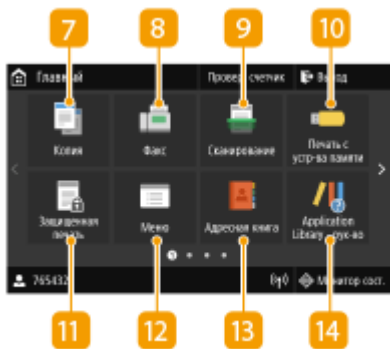 7 8 9 10
Главный Провер. счетчик Выход
Копия Факс Сканирование Печать с
устр-ва памяти
Защищенная
печать
Меню Адресная книга Application
Library рук-во
765432 Монитор сост.
11 12 13 14